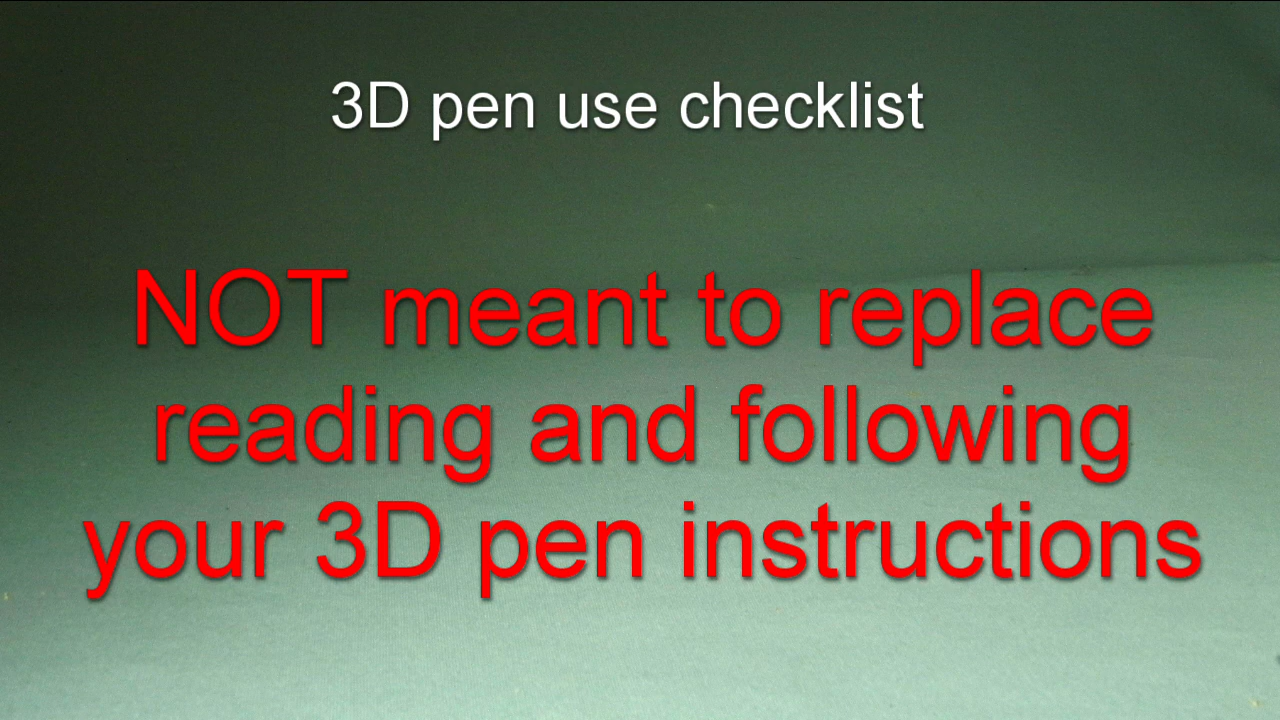 3D pen use checklist
NOT meant to replace
reading and following
your 3D pen instructions